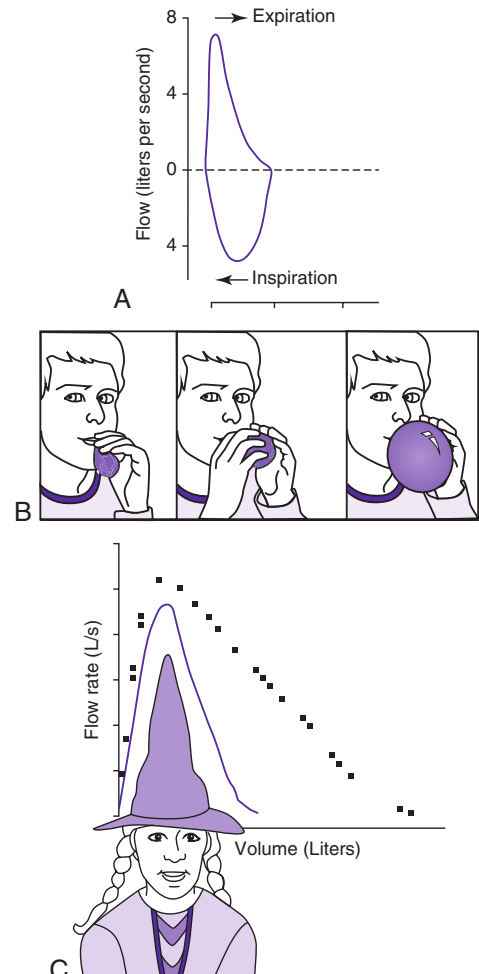 8
Expiration
4
Flow (liters per second)
0
4
Inspiration
A
B
Flow rate (L/s)
Volume (Liters)
C